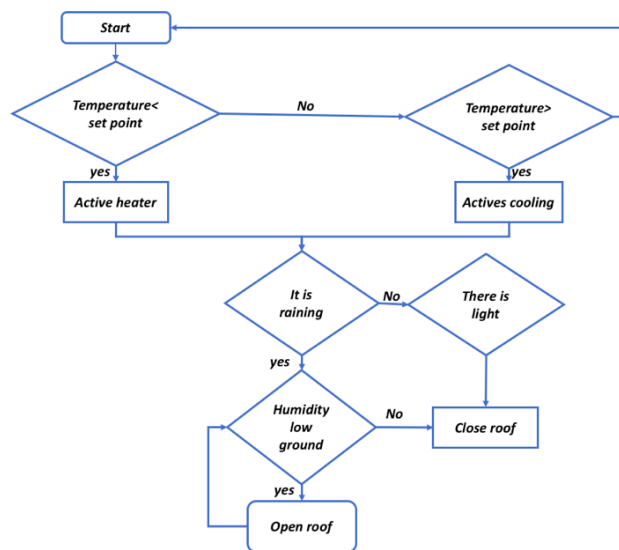 Start
Temperature<
set point
No
Temperature>
set point
yes
yes
Active heater
Actives cooling
It is
raining
No
There is
light
yes
Humidity
low
ground
No
Close roof
yes
Open roof